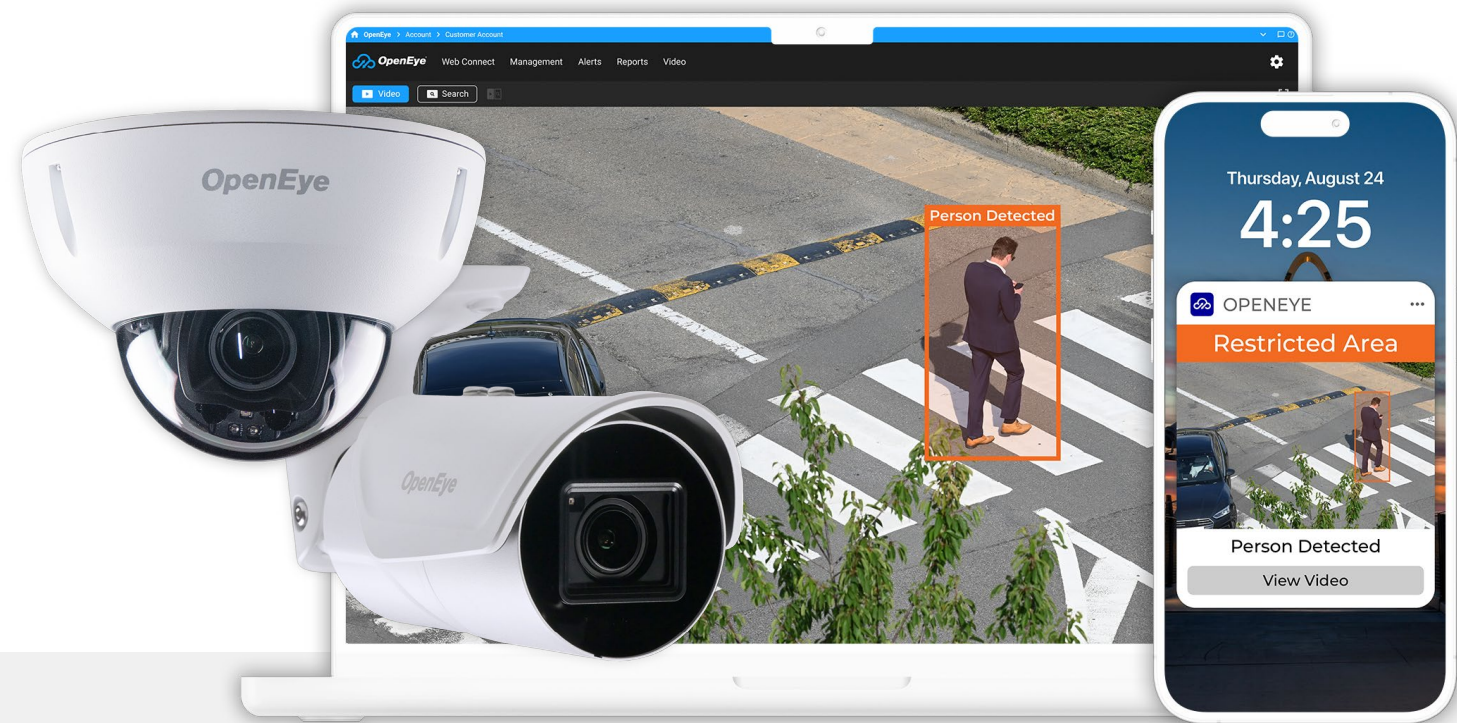 OpenEye > Account > Customer Account
OpenEye Web Connect Management Alerts Reports Video
Video Search
OpenEye
OpenEye
Person Detected
Thursday, August 24
4:25
OPENEYE
Restricted Area
Person Detected
View Video